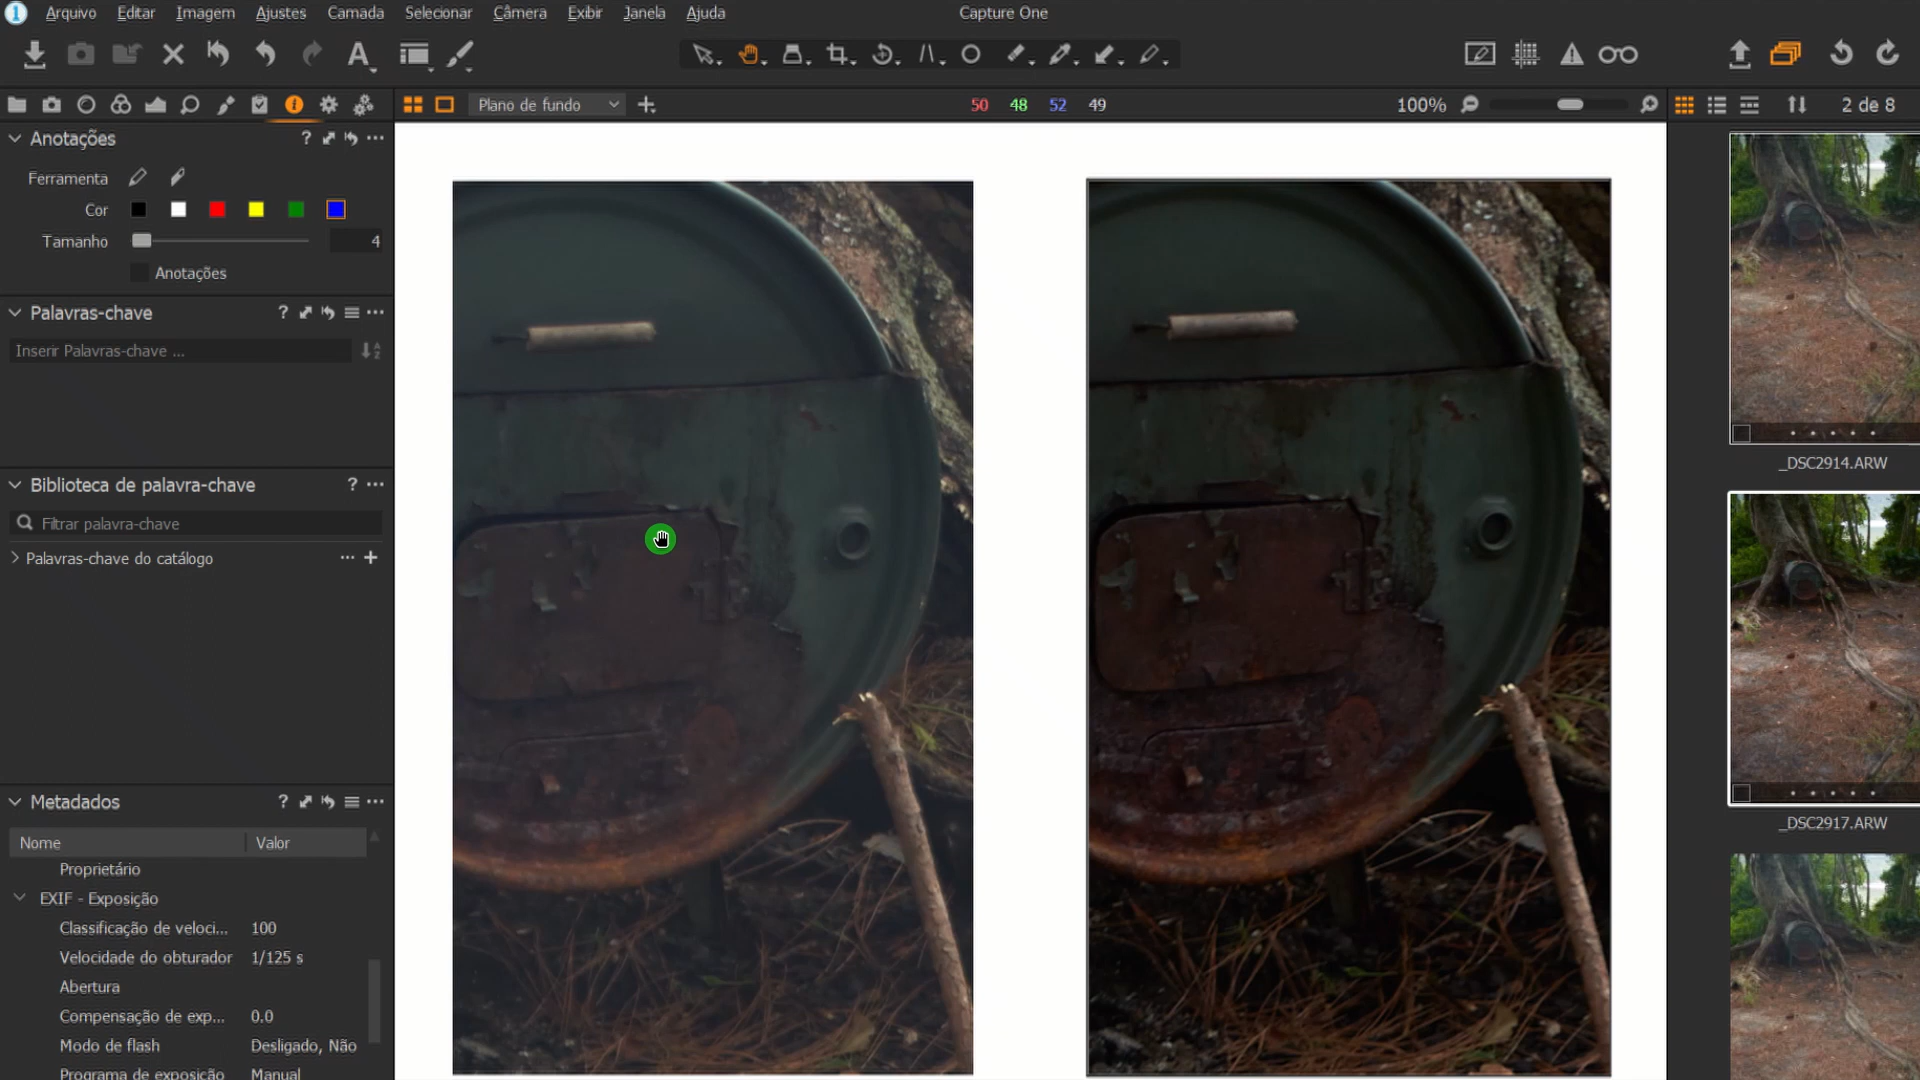 Arquivo Editar Imagem Ajustes Camada Selecionar Câmera Exibir Janela Ajuda Capture One
Plano de fundo 50 48 52 49 100% 2 de 8
Anotações
Ferramenta
Cor
Tamanho 4
Anotações
Palavras-chave
Inserir Palavras-chave ...
Biblioteca de palavra-chave
Filtrar palavra-chave
Palavras-chave do catálogo
Metadados
Nome Valor
Proprietário
EXIF - Exposição
Classificação de veloci... 100
Velocidade do obturador 1/125 s
Abertura
Compensação de exp... 0.0
Modo de flash Desligado, Não
Programa de exposição Manual
_DSC2914.ARW
_DSC2917.ARW